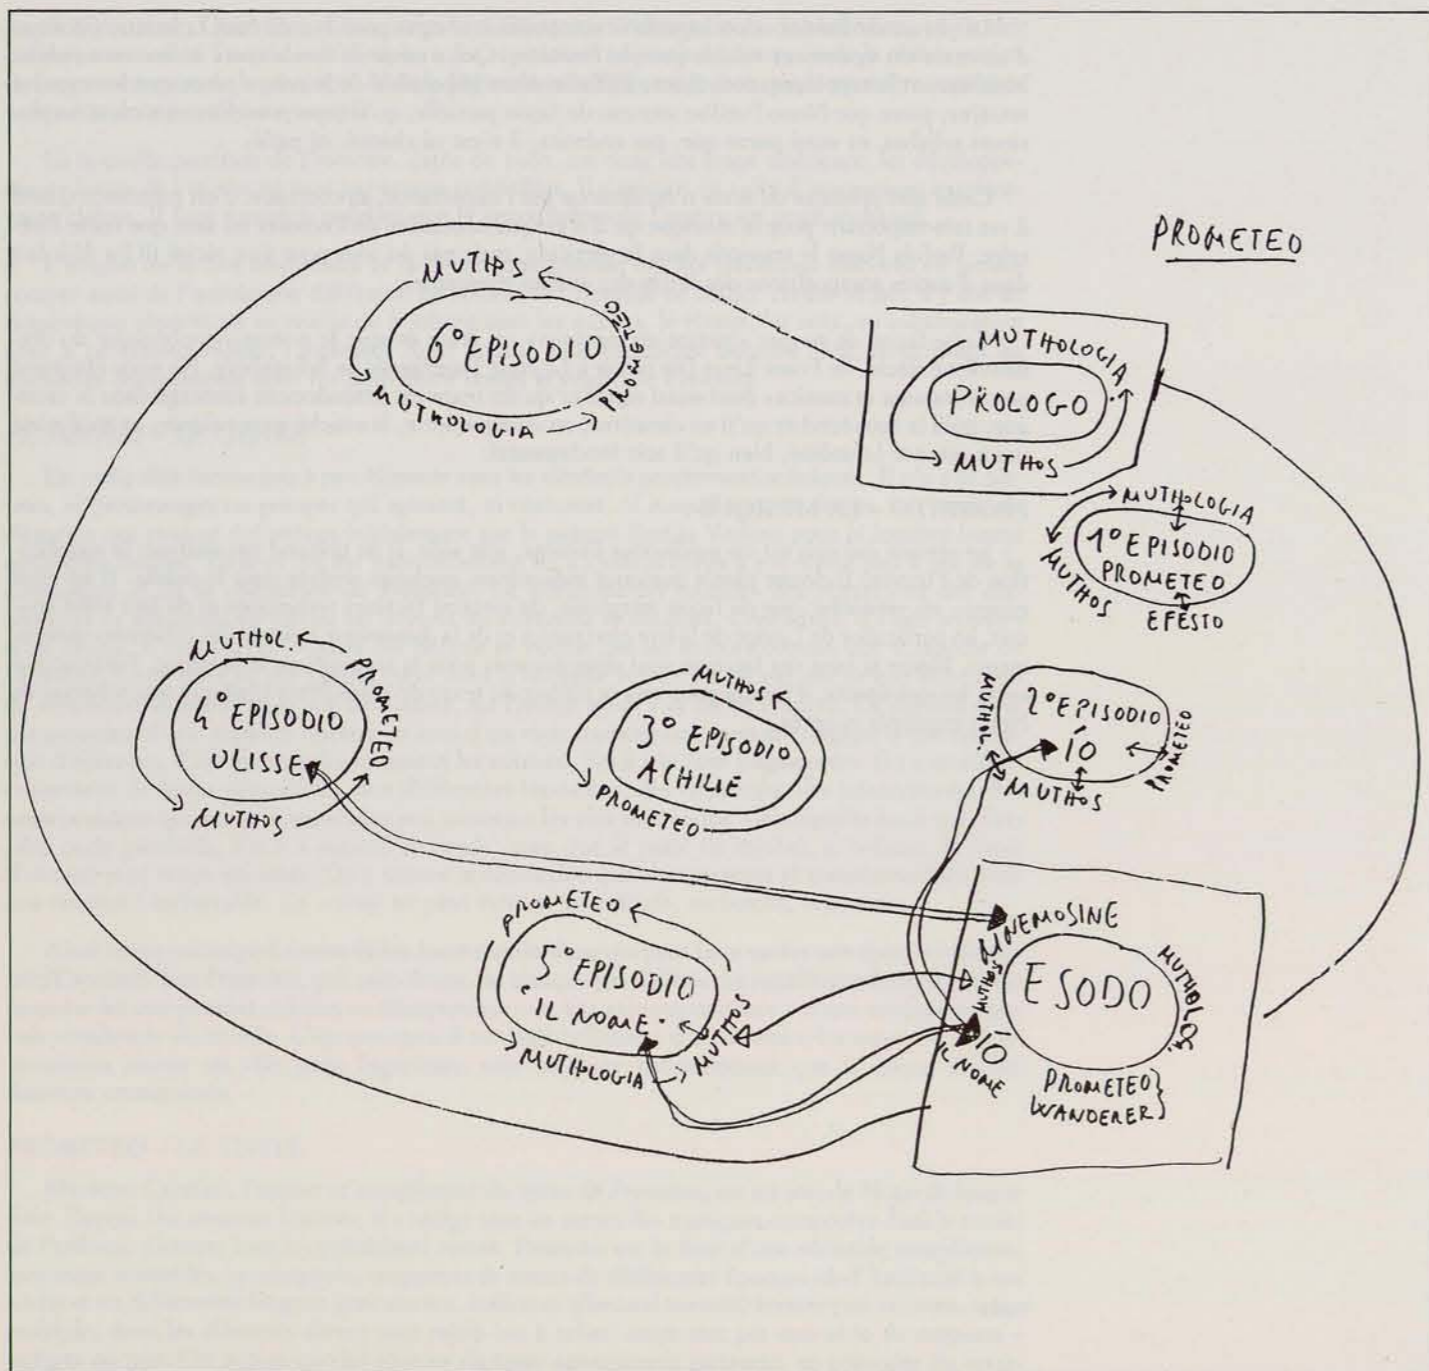 PROMETEO
MUTHOS
6° EPISODIO
PROMETEO
MUTHOLOGIA
MUTHOLOGIA
PROLOGO
MUTHOS
MUTHOLOGIA
1° EPISODIO
PROMETEO
MUTHOS
EFESTO
MUTHOL.
PROMETEO
4° EPISODIO
ULISSE
MUTHOS
MUTHOS
3° EPISODIO
ACHILLE
PROMETEO
MUTHOL.
2° EPISODIO
ÍO
PROMETEO
MUTHOS
PROMETEO
5° EPISODIO
"IL NOME"
MUTHOS
MUTHOLOGIA
MNEMOSINE
MUTHOS
ESODO
MUTHOLOG.
ÍO
IL NOME
PROMETEO}
WANDERER}